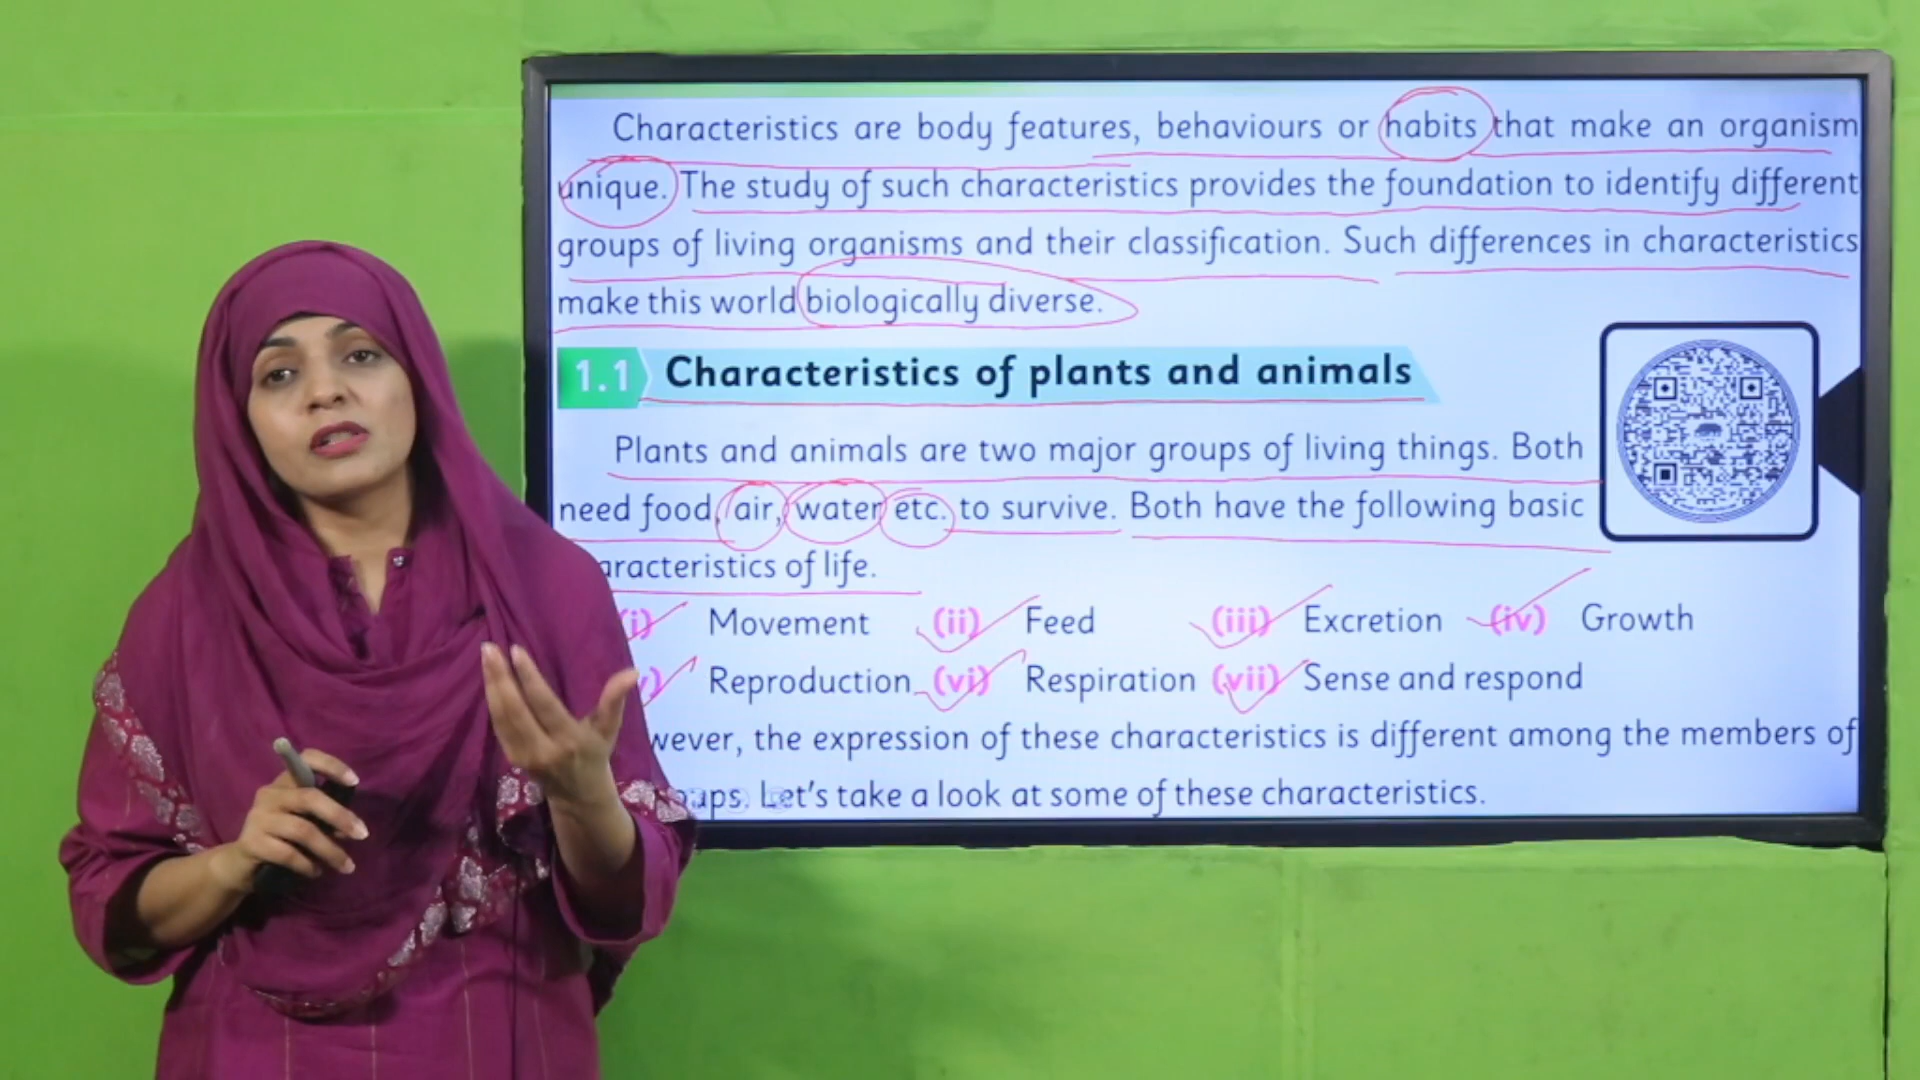 Characteristics are body features, behaviours or habits that make an organism
unique. The study of such characteristics provides the foundation to identify different
groups of living organisms and their classification. Such differences in characteristics
make this world biologically diverse.
1.1 Characteristics of plants and animals
Plants and animals are two major groups of living things. Both
need food, air, water etc. to survive. Both have the following basic
aracteristics of life.
(i) Movement (ii) Feed (iii) Excretion (iv) Growth
v) Reproduction (vi) Respiration (vii) Sense and respond
wever, the expression of these characteristics is different among the members of
oups. Let's take a look at some of these characteristics.